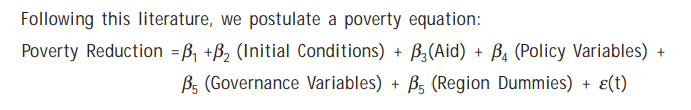 Following this literature, we postulate a poverty equation:
Poverty Reduction =β₁ +β₂ (Initial Conditions) + β₃(Aid) + β₄ (Policy Variables) +
β₅ (Governance Variables) + β₅ (Region Dummies) + ε(t)